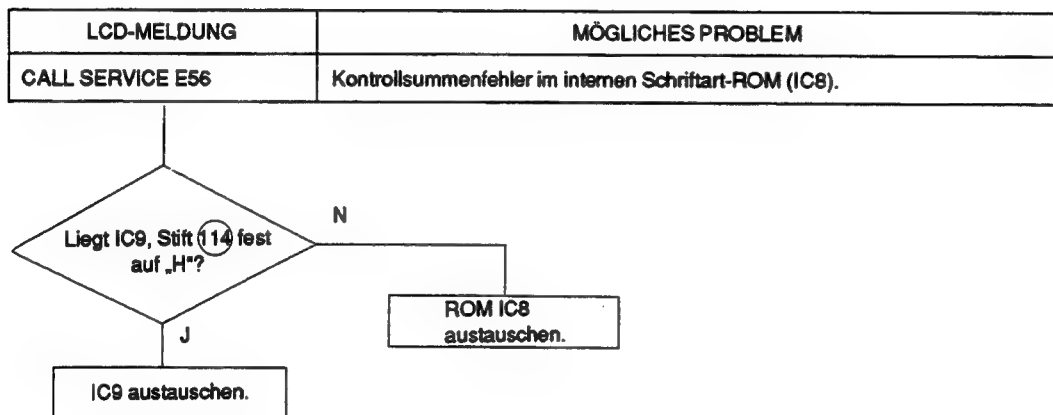 LCD-MELDUNG MÖGLICHES PROBLEM
CALL SERVICE E56 Kontrollsummenfehler im internen Schriftart-ROM (IC8).
Liegt IC9, Stift 114 fest
auf „H"?
N
J
ROM IC8
austauschen.
IC9 austauschen.